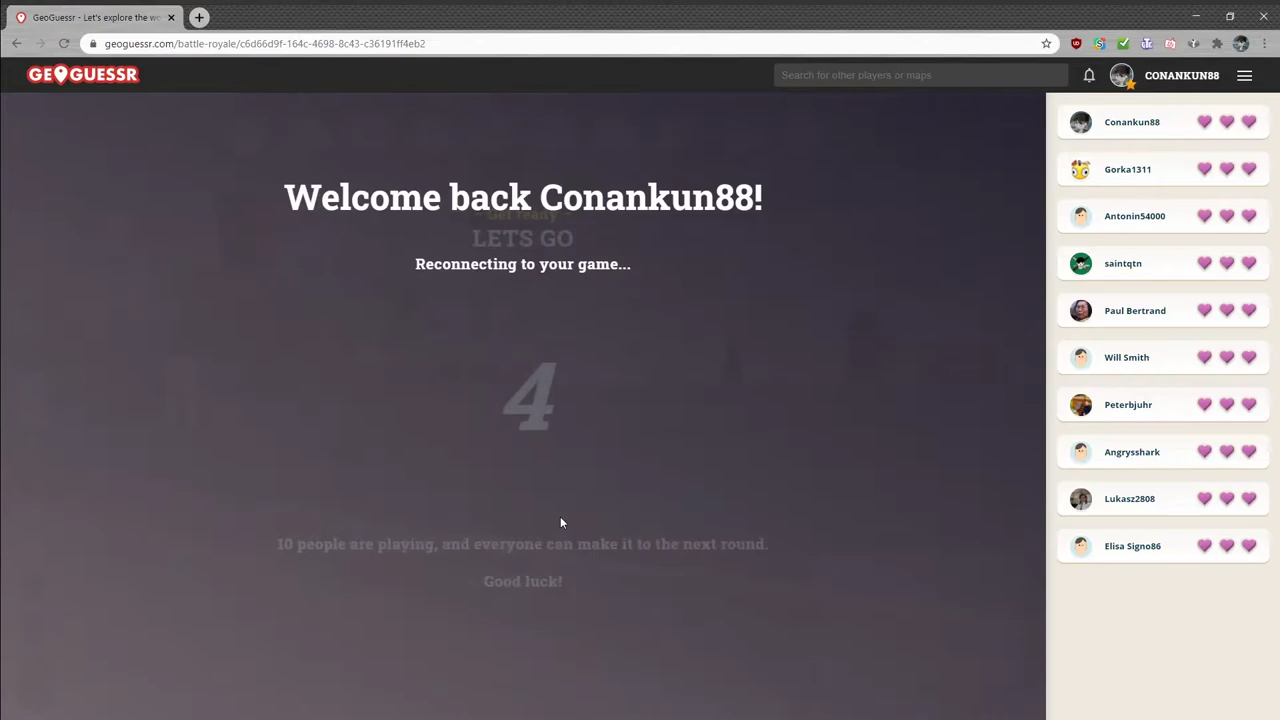 GeoGuessr - Let's explore the wo
geoguessr.com/battle-royale/c6d66d9f-164c-4698-8c43-c36191ff4eb2
GEOGUESSR
Search for other players or maps
CONANKUN88
Welcome back Conankun88!
- Get ready -
LETS GO
Reconnecting to your game...
4
10 people are playing, and everyone can make it to the next round.
Good luck!
Conankun88
Gorka1311
Antonin54000
saintqtn
Paul Bertrand
Will Smith
Peterbjuhr
Angrysshark
Lukasz2808
Elisa Signo86